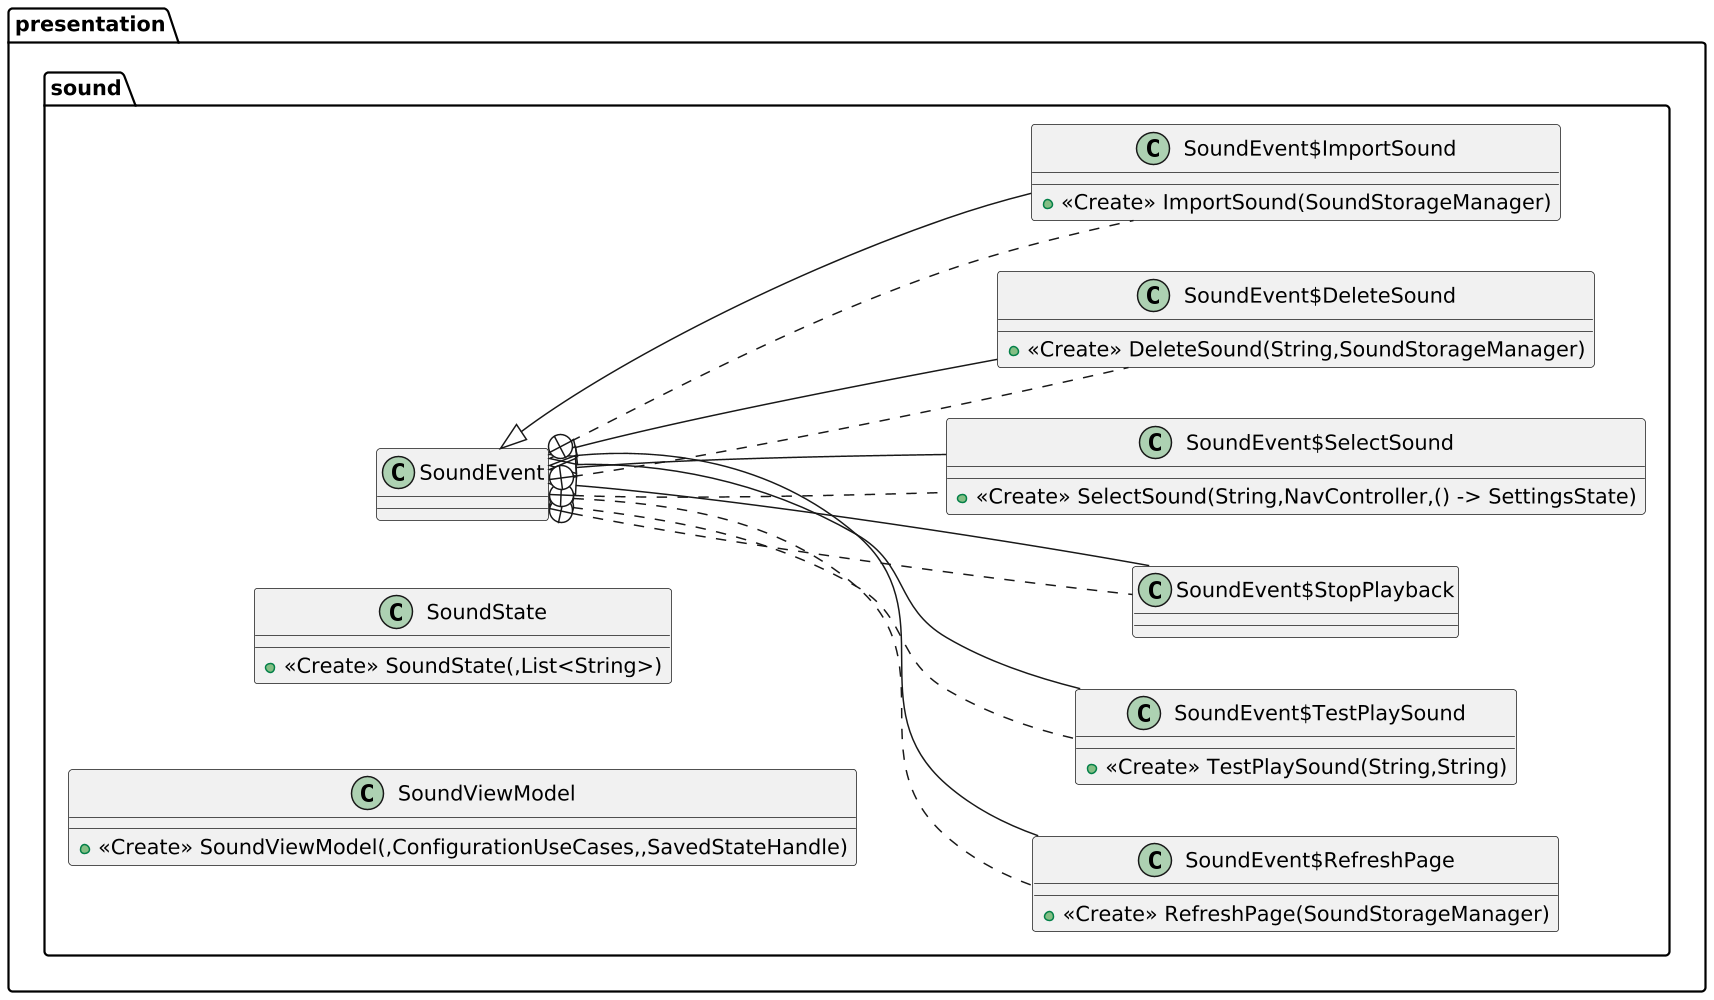 presentation
sound
C SoundEvent$ImportSound
«Create» ImportSound(SoundStorageManager)
C SoundEvent$DeleteSound
«Create» DeleteSound(String,SoundStorageManager)
C SoundEvent$SelectSound
«Create» SelectSound(String,NavController,() -> SettingsState)
C SoundEvent
C SoundEvent$StopPlayback
C SoundState
«Create» SoundState(,List<String>)
C SoundEvent$TestPlaySound
«Create» TestPlaySound(String,String)
C SoundViewModel
«Create» SoundViewModel(,ConfigurationUseCases,,SavedStateHandle)
C SoundEvent$RefreshPage
«Create» RefreshPage(SoundStorageManager)